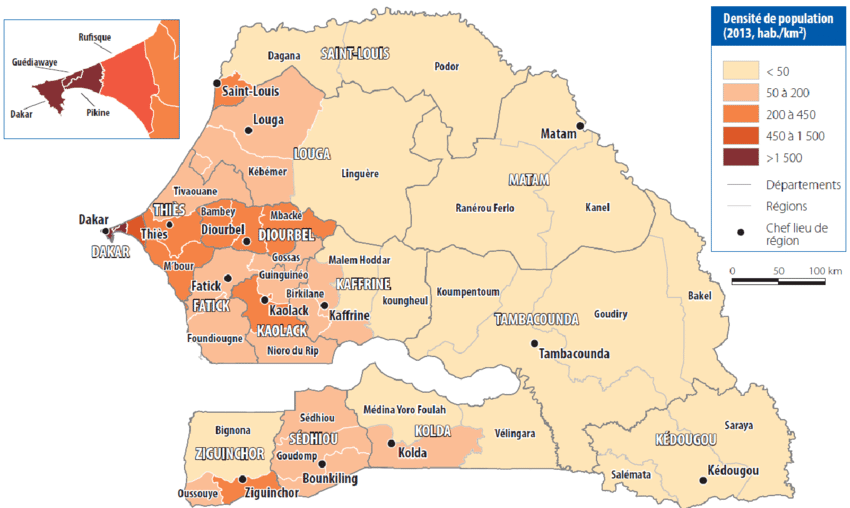 Densité de population
(2013, hab./km²)
< 50
50 à 200
200 à 450
450 à 1 500
>1 500
Départements
Régions
Chef lieu de
région
0 50 100 km
Rufisque
Guédiawaye
Dakar
Pikine
Dagana
SAINT-LOUIS
Podor
Saint-Louis
Louga
Matam
LOUGA
Kébémer
Linguère
MATAM
Tivaouane
Ranérou Ferlo
Kanel
THIÈS
Bambey
Mbacké
Dakar
Thiès
Diourbel
DIOURBEL
DAKAR
M'bour
Gossas
Malem Hoddar
Guinguinéo
Fatick
KAFFRINE
Birkilane
koungheul
Koumpentoum
Bakel
FATICK
Kaolack
Kaffrine
Goudiry
KAOLACK
TAMBACOUNDA
Foundiougne
Nioro du Rip
Tambacounda
Médina Yoro Foulah
Sédhiou
Bignona
SÉDHIOU
KOLDA
Vélingara
Saraya
KÉDOUGOU
ZIGUINCHOR
Goudomp
Kolda
Bounkiling
Salémata
Kédougou
Oussouye
Ziguinchor